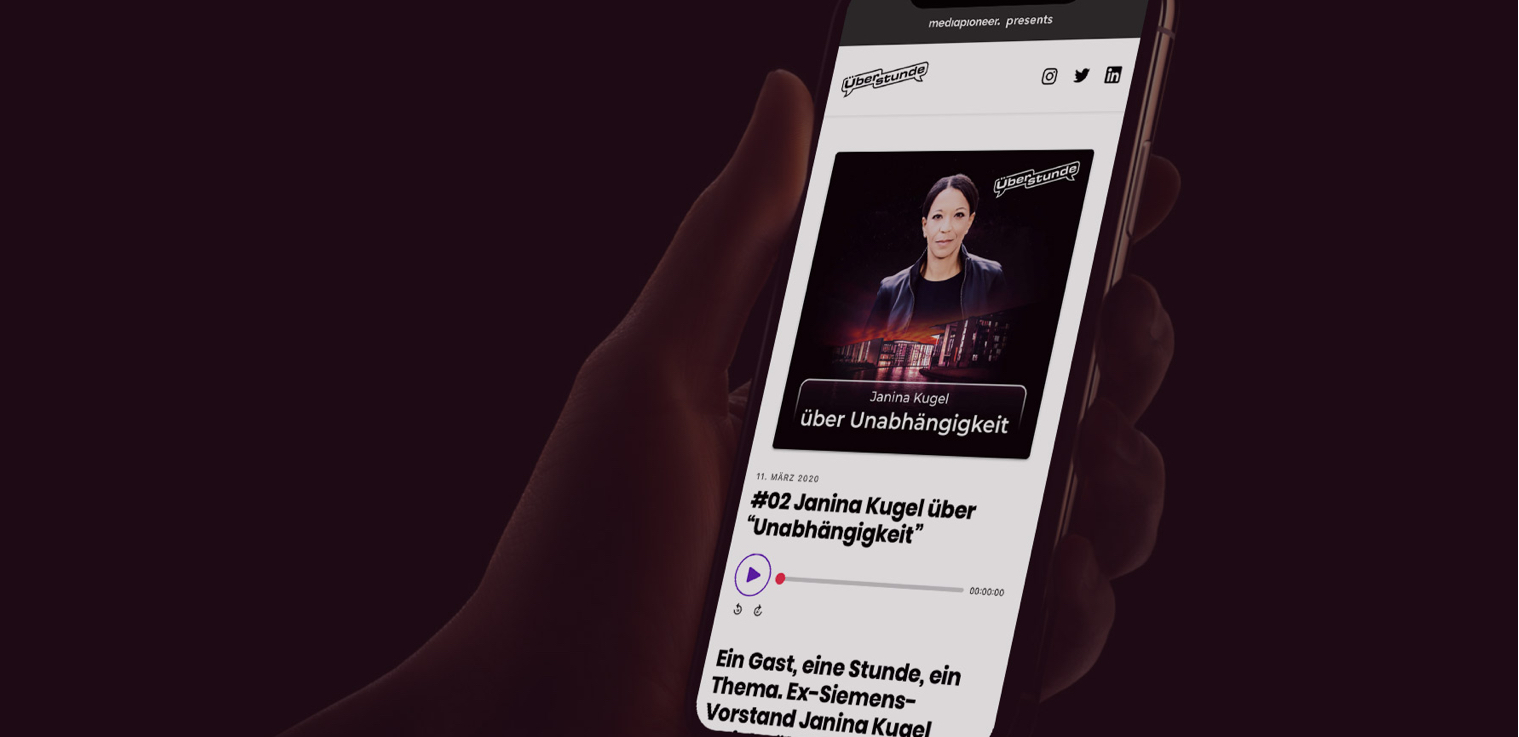 mediapioneer. presents
Überstunde
Überstunde
Janina Kugel
über Unabhängigkeit
11. MÄRZ 2020
#02 Janina Kugel über
“Unabhängigkeit”
00:00:00
Ein Gast, eine Stunde, ein
Thema. Ex-Siemens-
Vorstand Janina Kugel